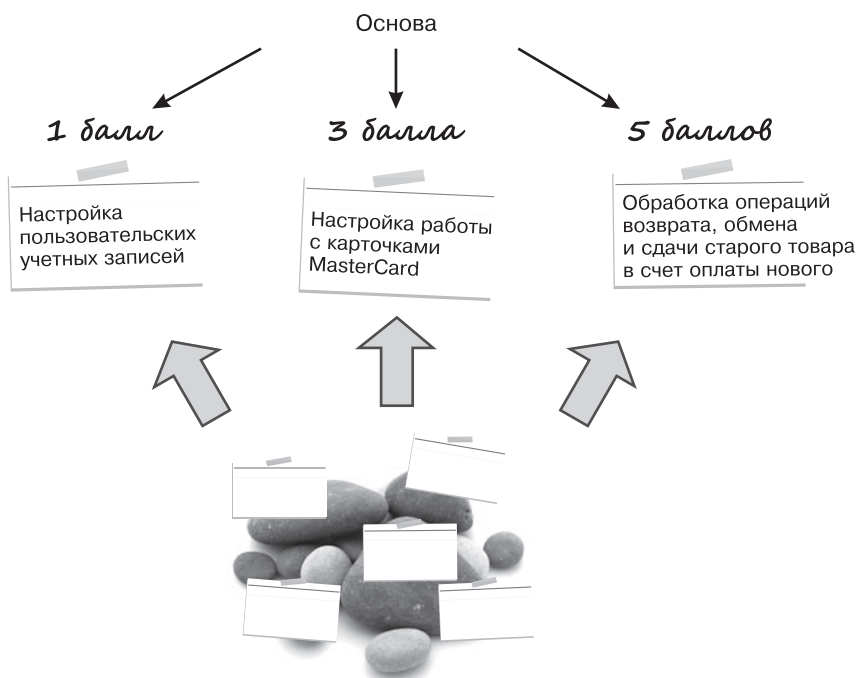 Основа
1 балл
3 балла
5 баллов
Настройка
пользовательских
учетных записей
Настройка работы
с карточками
MasterCard
Обработка операций
возврата, обмена
и сдачи старого товара
в счет оплаты нового